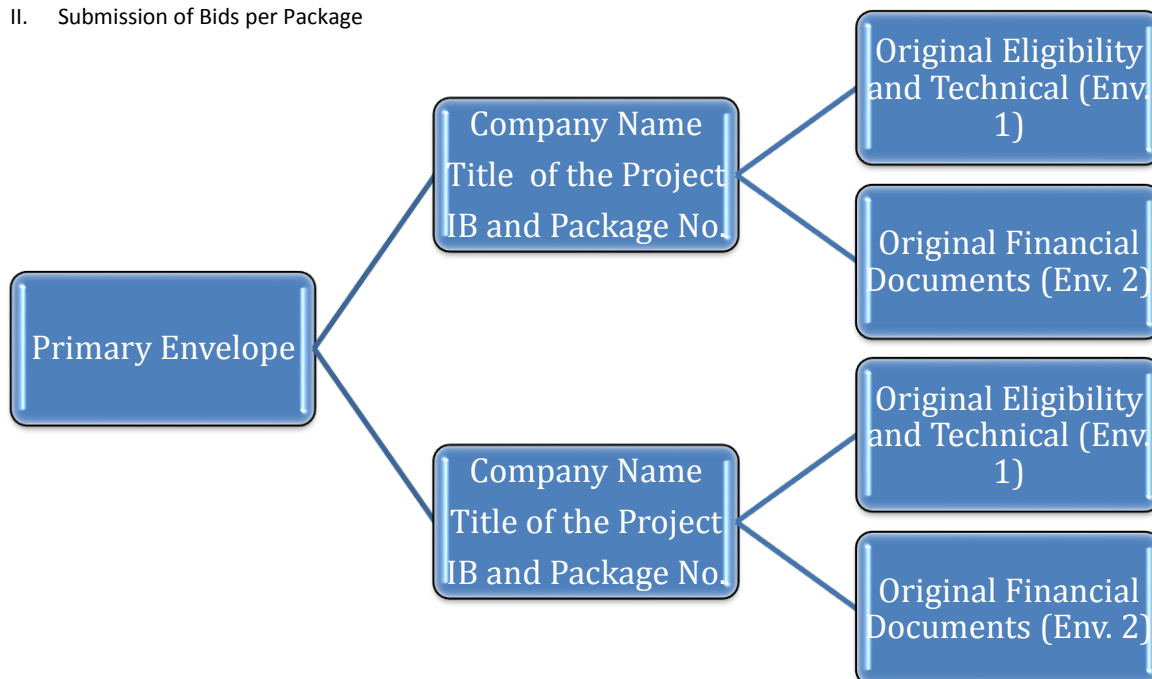 II. Submission of Bids per Package
Primary Envelope
Company Name
Title of the Project
IB and Package No.
Original Eligibility
and Technical (Env.
1)
Original Financial
Documents (Env. 2)
Company Name
Title of the Project
IB and Package No.
Original Eligibility
and Technical (Env.
1)
Original Financial
Documents (Env. 2)